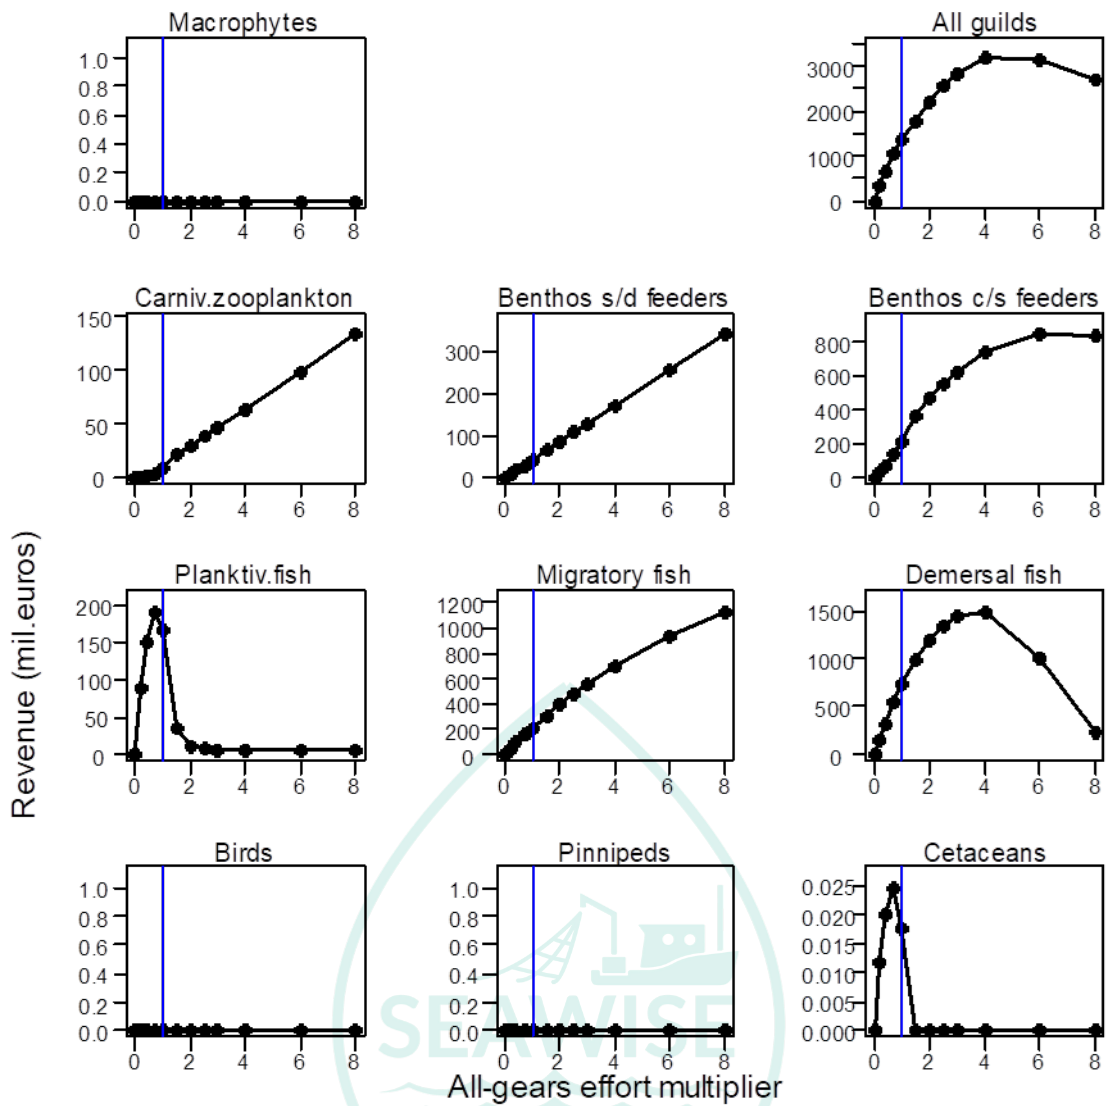 Macrophytes
1.0
0.8
0.6
0.4
0.2
0.0
0 2 4 6 8
All guilds
3000
2000
1000
0
0 2 4 6 8
Carniv.zooplankton
150
100
50
0
0 2 4 6 8
Benthos s/d feeders
300
200
100
0
0 2 4 6 8
Benthos c/s feeders
800
600
400
200
0
0 2 4 6 8
Planktiv.fish
200
150
100
50
0
0 2 4 6 8
Migratory fish
1200
1000
800
600
400
200
0
0 2 4 6 8
Demersal fish
1500
1000
500
0
0 2 4 6 8
Birds
1.0
0.8
0.6
0.4
0.2
0.0
0 2 4 6 8
Pinnipeds
1.0
0.8
0.6
0.4
0.2
0.0
0 2 4 6 8
Cetaceans
0.025
0.020
0.015
0.010
0.005
0.000
0 2 4 6 8
Revenue (mil.euros)
All-gears effort multiplier
SEAWISE